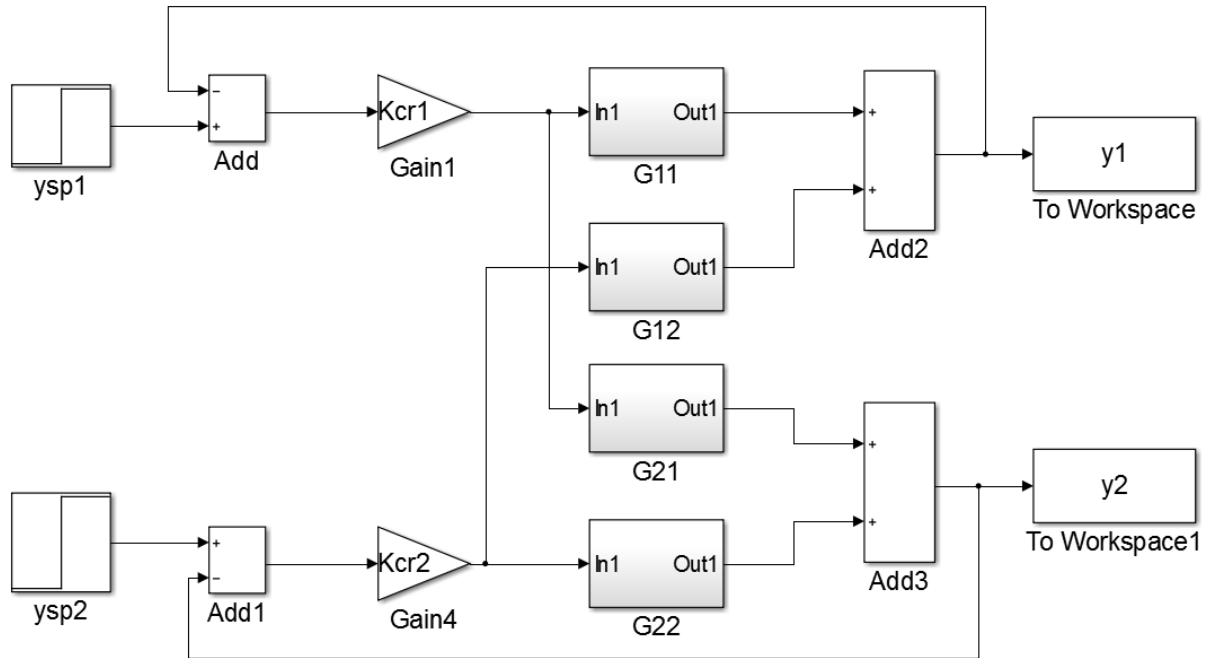 ysp1
−
+
Add
Kcr1
Gain1
In1 Out1
G11
+
+
Add2
y1
To Workspace
In1 Out1
G12
In1 Out1
G21
ysp2
+
−
Add1
Kcr2
Gain4
In1 Out1
G22
+
+
Add3
y2
To Workspace1